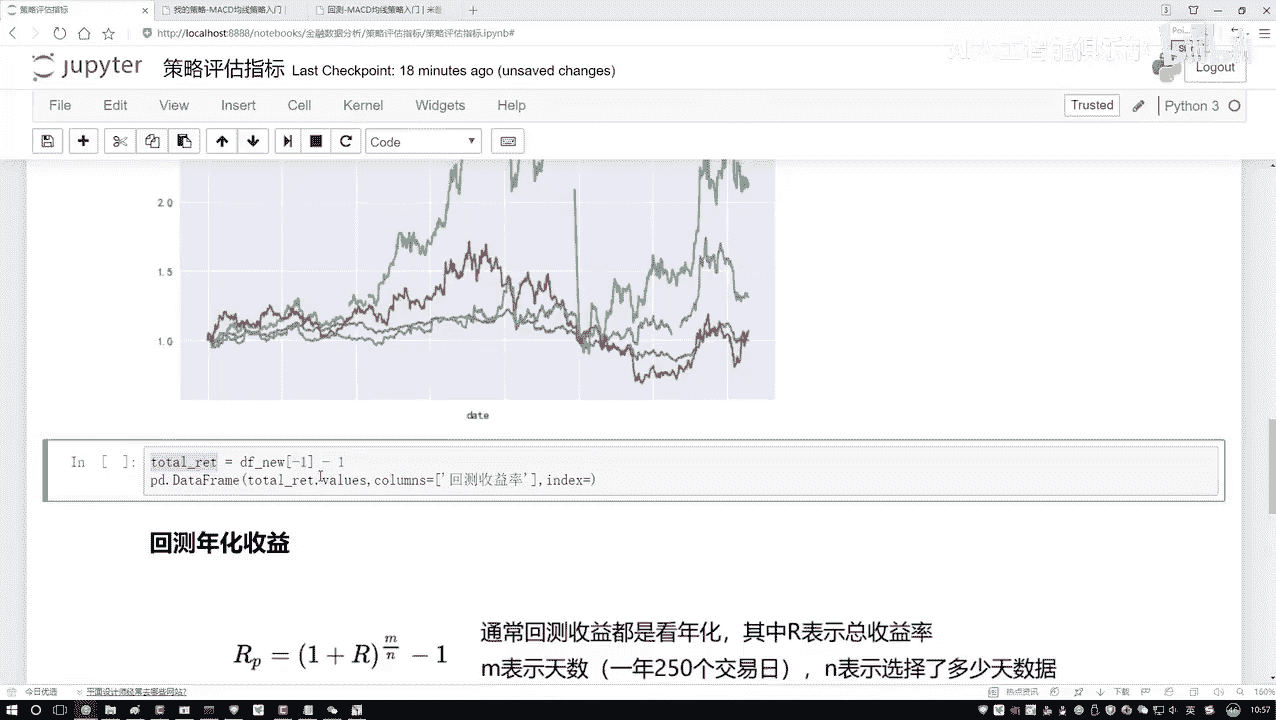 策略评估指标
我的策略-MACD均线策略入门
回测-MACD均线策略入门 | 米筐
http://localhost:8888/notebooks/金融数据分析/策略评估指标/策略评估指标.ipynb#
jupyter 策略评估指标 Last Checkpoint: 18 minutes ago (unsaved changes)
Logout
File Edit View Insert Cell Kernel Widgets Help
Trusted
Python 3
Code
2.0
1.5
1.0
date
In [ ]: total_ret = df_new[-1] - 1
pd.DataFrame(total_ret.values,columns=['回测收益率'],index=)
回测年化收益
Rp = (1 + R)^(m/n) − 1
通常回测收益都是看年化，其中R表示总收益率
m表示天数（一年250个交易日），n表示选择了多少天数据
今日优选
平面设计师经常去哪些网站?
热点资讯
下载
160%
英
10:57